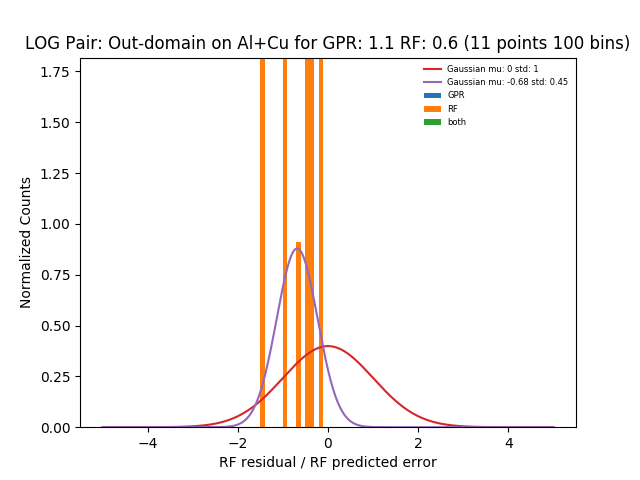 LOG Pair: Out-domain on Al+Cu for GPR: 1.1 RF: 0.6 (11 points 100 bins)
Gaussian mu: 0 std: 1
Gaussian mu: -0.68 std: 0.45
GPR
RF
both
Normalized Counts
1.75
1.50
1.25
1.00
0.75
0.50
0.25
0.00
−4
−2
0
2
4
RF residual / RF predicted error